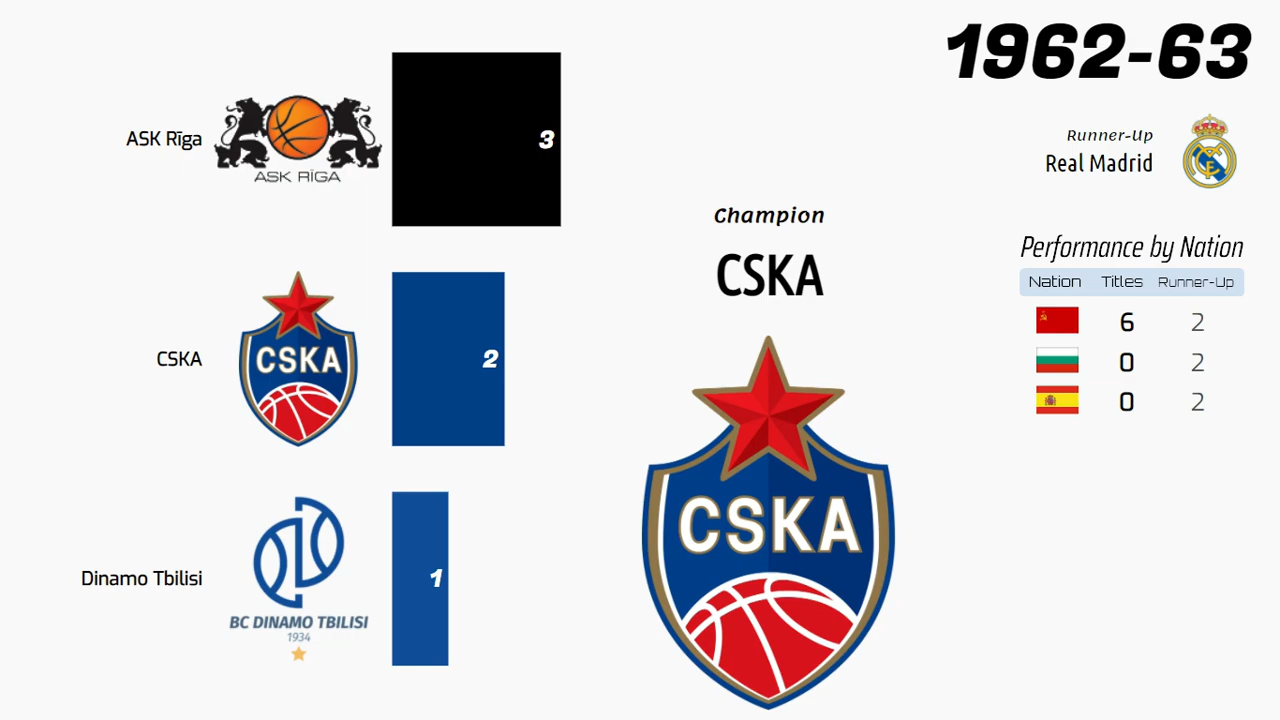 1962-63
Runner-Up
Real Madrid
ASK Rīga
ASK RĪGA
3
Champion
CSKA
CSKA
CSKA
CSKA
2
Dinamo Tbilisi
BC DINAMO TBILISI
1934
1
Performance by Nation
Nation Titles Runner-Up
6 2
0 2
0 2